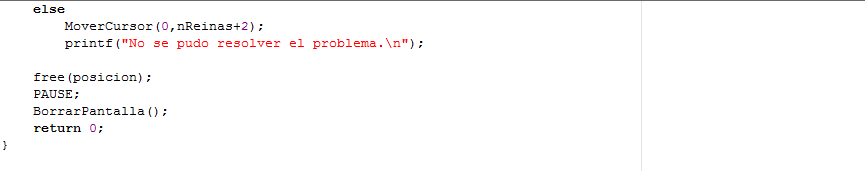 else
MoverCursor(0,nReinas+2);
printf("No se pudo resolver el problema.\n");
free(posicion);
PAUSE;
BorrarPantalla();
return 0;
}